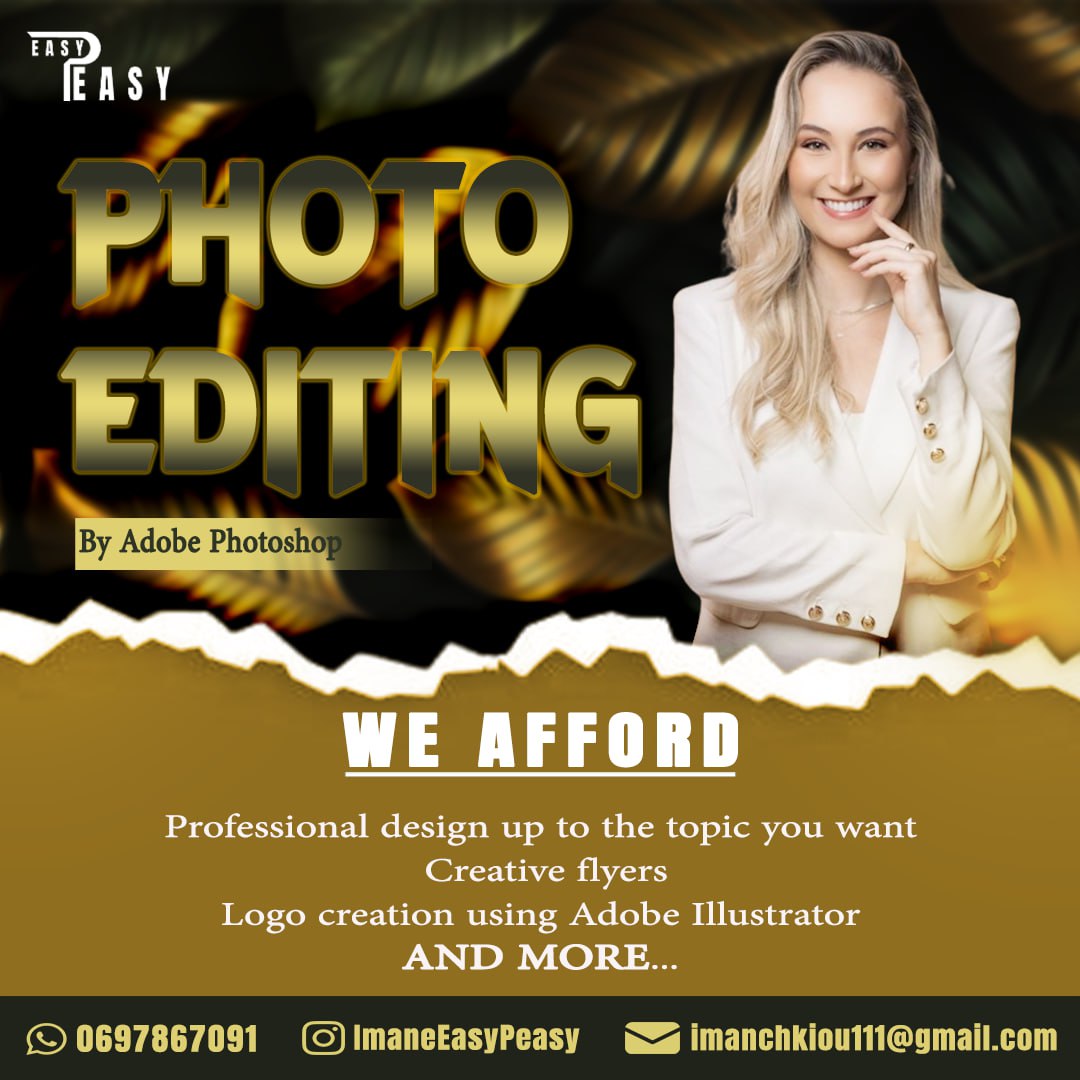 EASY
PEASY
PHOTO
EDITING
By Adobe Photoshop
WE AFFORD
Professional design up to the topic you want
Creative flyers
Logo creation using Adobe Illustrator
AND MORE...
0697867091 ImaneEasyPeasy imanchkiou111@gmail.com